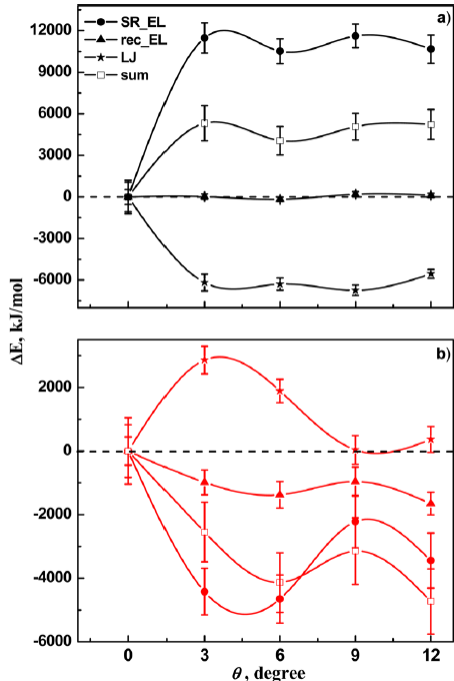 a)
SR_EL
rec_EL
LJ
sum
12000
9000
6000
3000
0
-3000
-6000
ΔE, kJ/mol
b)
2000
0
-2000
-4000
-6000
0 3 6 9 12
θ, degree